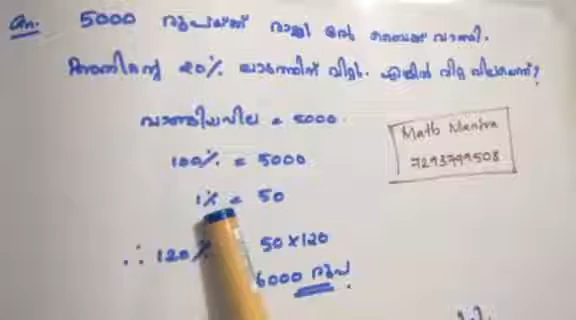 Qn. 5000 രൂപയ്ക്ക് രാജു ഒരു ബൈക്ക് വാങ്ങി.
അതിന്റെ 20% ലാഭത്തിന് വിറ്റു. എങ്കിൽ വിറ്റ വിലയെന്ത്?
വാങ്ങിയവില = 5000
Math Mantra
7293799508
100% = 5000
1% = 50
∴ 120% 50×120
6000 രൂപ